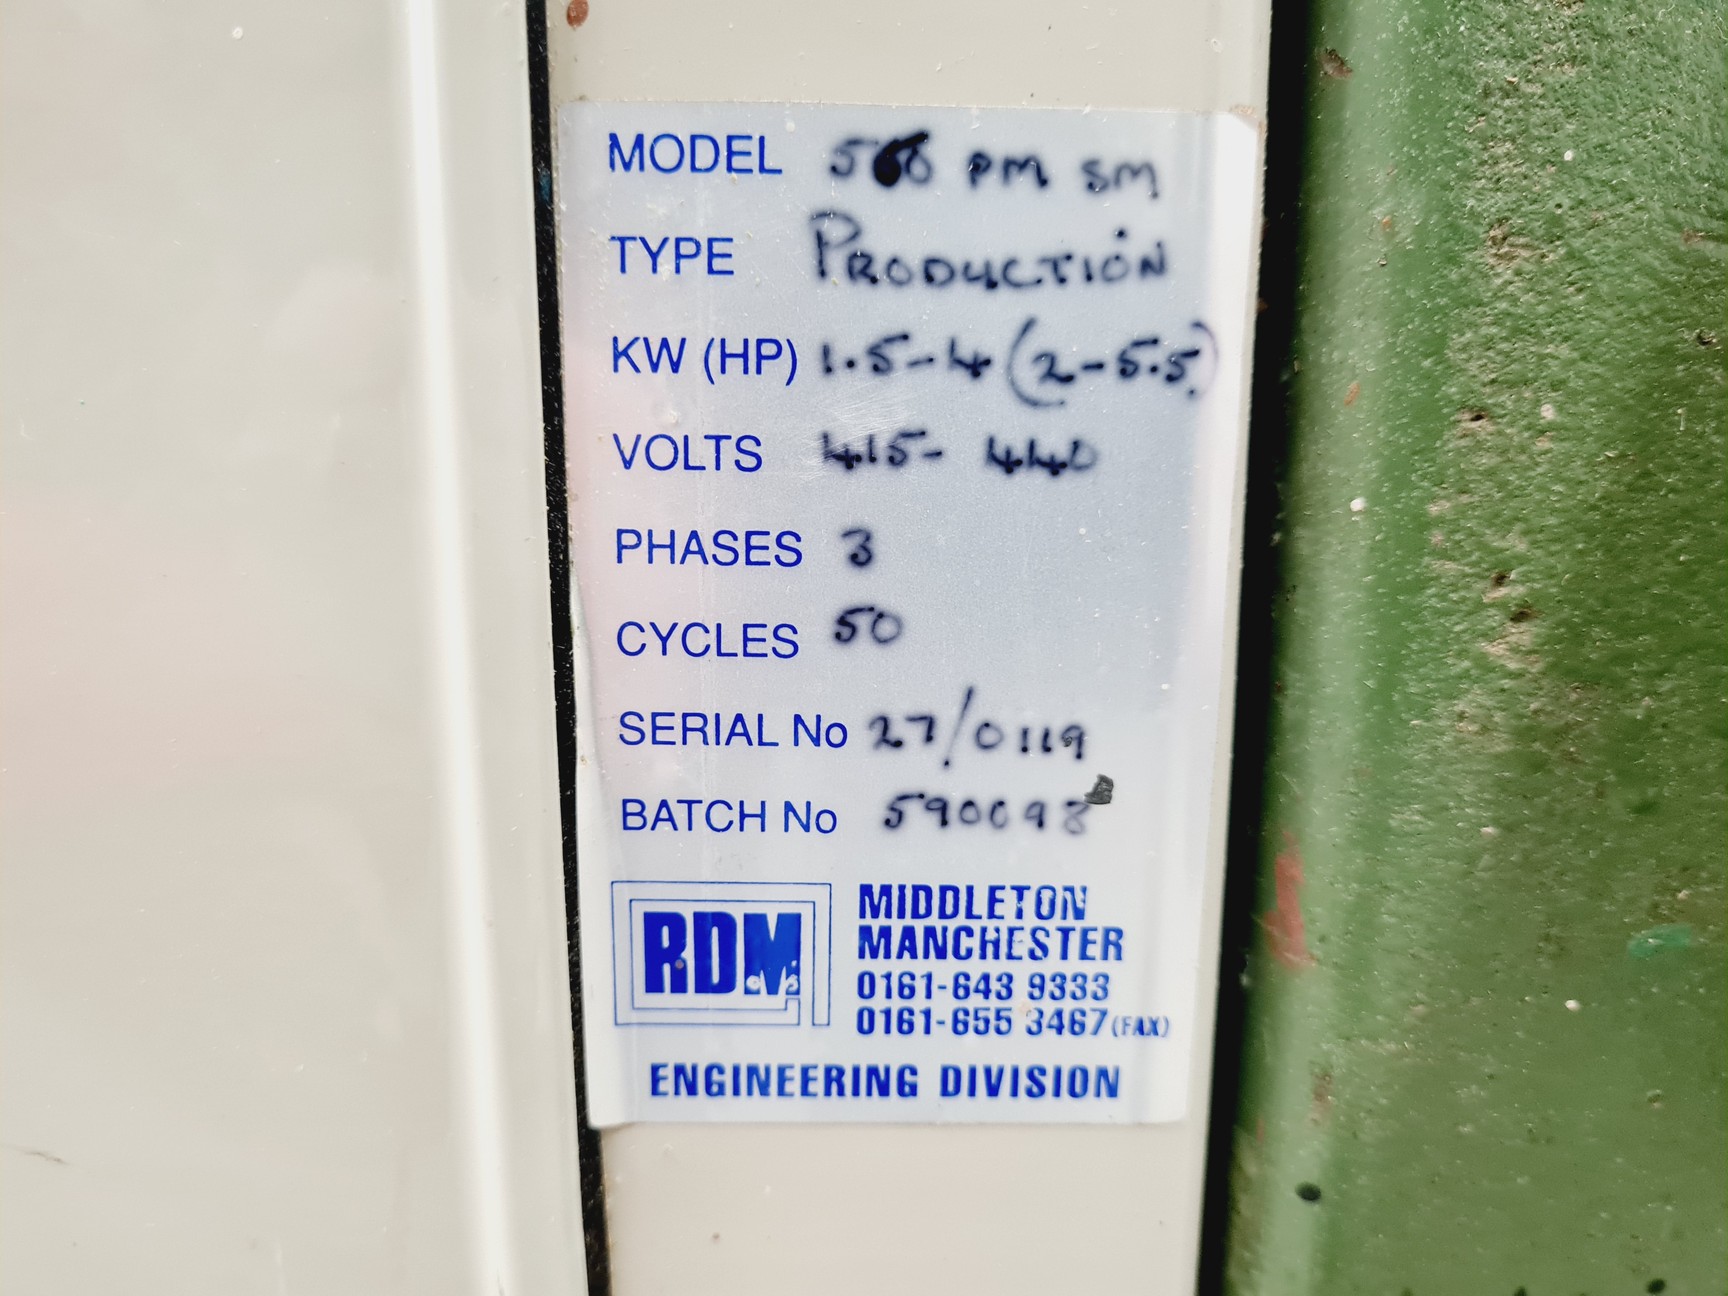 MODEL 500 PM SM
TYPE PRODUCTION
KW (HP) 1.5-4 (2-5.5)
VOLTS 415- 440
PHASES 3
CYCLES 50
SERIAL No 27/0119
BATCH No 590098
RDM
MIDDLETON
MANCHESTER
0161-643 9333
0161-655 3467 (FAX)
ENGINEERING DIVISION